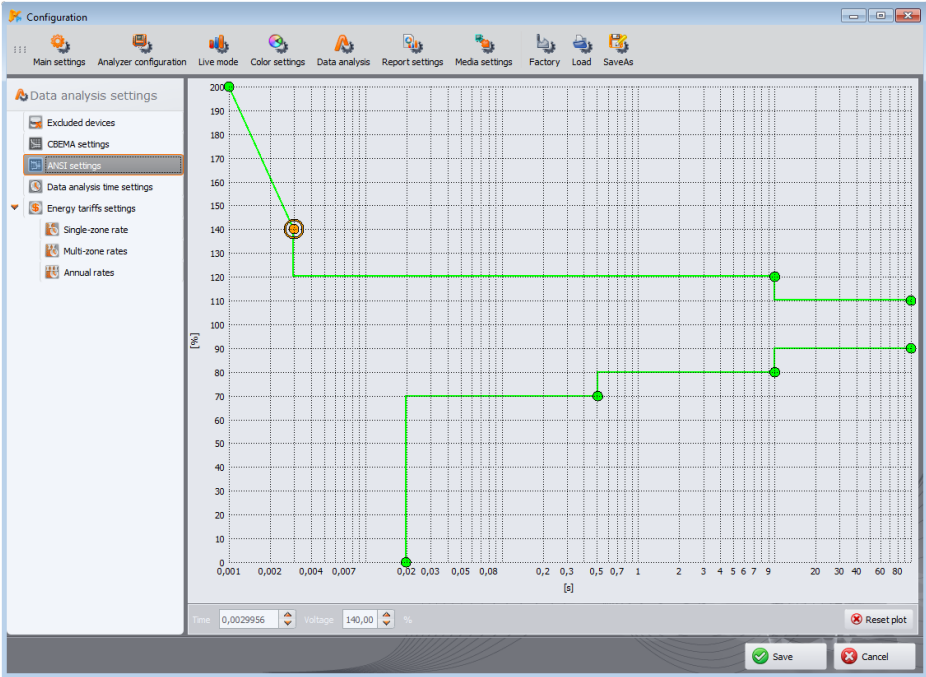 Configuration
Main settings Analyzer configuration Live mode Color settings Data analysis Report settings Media settings Factory Load SaveAs
Data analysis settings
Excluded devices
CBEMA settings
ANSI settings
Data analysis time settings
Energy tariffs settings
Single-zone rate
Multi-zone rates
Annual rates
200
190
180
170
160
150
140
130
120
110
100
90
80
70
60
50
40
30
20
10
0
[%]
0,001 0,002 0,004 0,007 0,02 0,03 0,05 0,08 0,2 0,3 0,5 0,7 1 2 3 4 5 6 7 9 20 30 40 60 80
[s]
Time 0,0029956 Voltage 140,00 %
Reset plot
Save Cancel